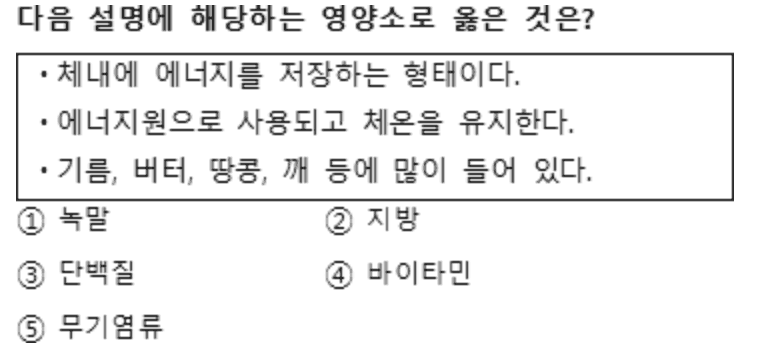 다음 설명에 해당하는 영양소로 옳은 것은?
• 체내에 에너지를 저장하는 형태이다.
• 에너지원으로 사용되고 체온을 유지한다.
• 기름, 버터, 땅콩, 깨 등에 많이 들어 있다.
① 녹말 ② 지방
③ 단백질 ④ 바이타민
⑤ 무기염류